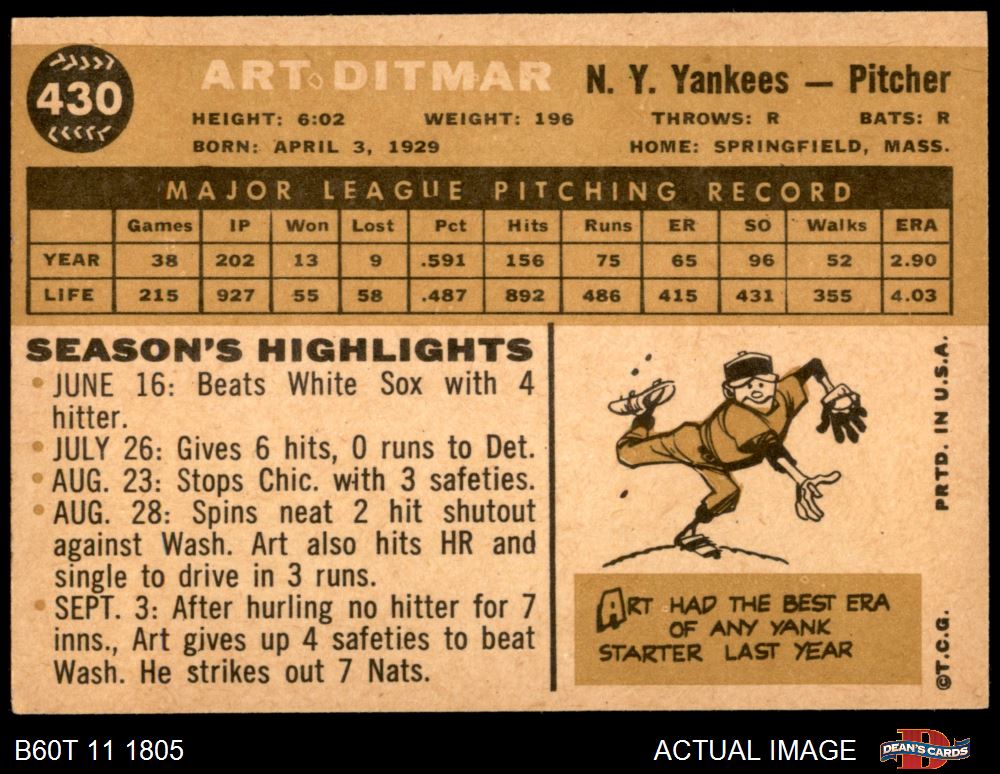 430
ART DITMAR
N. Y. Yankees — Pitcher
HEIGHT: 6:02 WEIGHT: 196 THROWS: R BATS: R
BORN: APRIL 3, 1929 HOME: SPRINGFIELD, MASS.
MAJOR LEAGUE PITCHING RECORD
Games IP Won Lost Pct Hits Runs ER SO Walks ERA
YEAR 38 202 13 9 .591 156 75 65 96 52 2.90
LIFE 215 927 55 58 .487 892 486 415 431 355 4.03
SEASON'S HIGHLIGHTS
• JUNE 16: Beats White Sox with 4
hitter.
• JULY 26: Gives 6 hits, 0 runs to Det.
• AUG. 23: Stops Chic. with 3 safeties.
• AUG. 28: Spins neat 2 hit shutout
against Wash. Art also hits HR and
single to drive in 3 runs.
• SEPT. 3: After hurling no hitter for 7
inns., Art gives up 4 safeties to beat
Wash. He strikes out 7 Nats.
ART HAD THE BEST ERA
OF ANY YANK
STARTER LAST YEAR
PRTD. IN U.S.A.
©T.C.G.
B60T 11 1805
ACTUAL IMAGE
DEAN'S CARDS